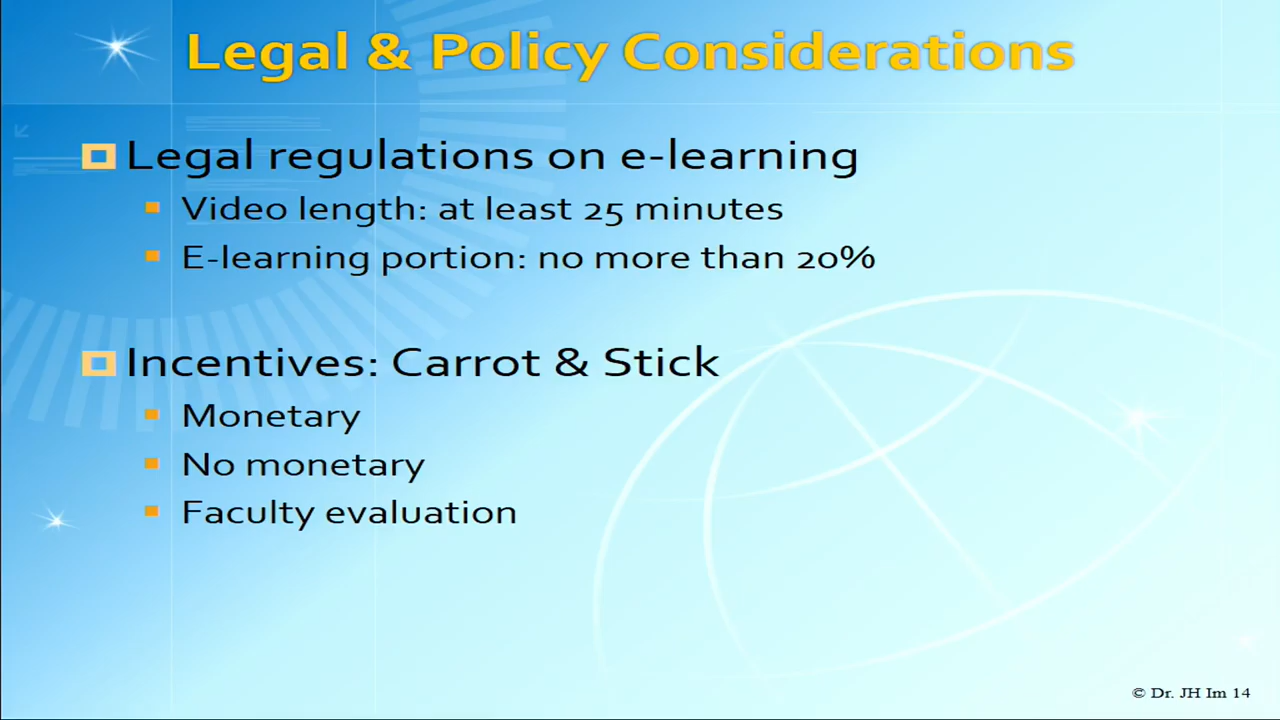 Legal & Policy Considerations
Legal regulations on e-learning
Video length: at least 25 minutes
E-learning portion: no more than 20%
Incentives: Carrot & Stick
Monetary
No monetary
Faculty evaluation
© Dr. JH Im 14